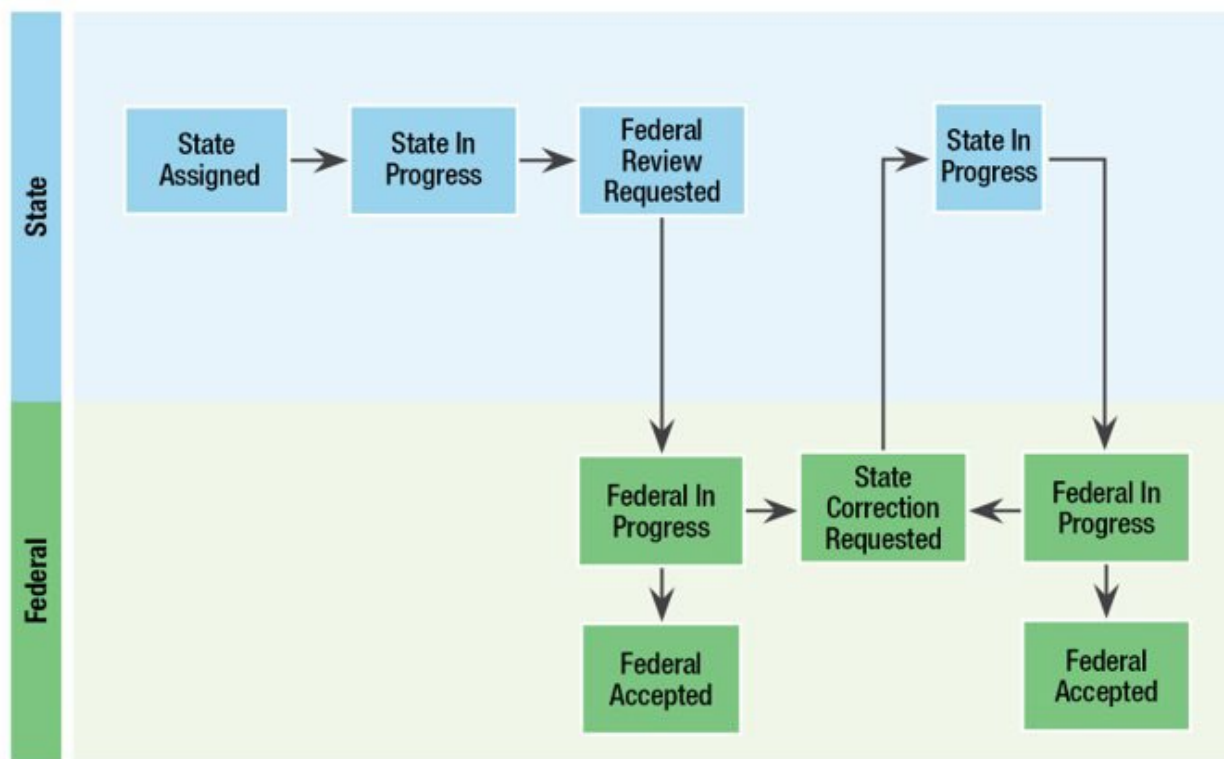 State
State
Assigned
State In
Progress
Federal
Review
Requested
State In
Progress
Federal
Federal In
Progress
State
Correction
Requested
Federal In
Progress
Federal
Accepted
Federal
Accepted